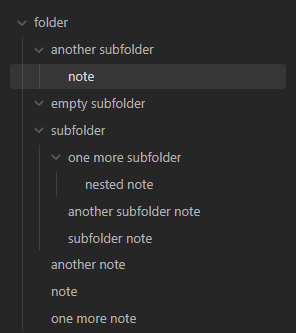 folder
another subfolder
note
empty subfolder
subfolder
one more subfolder
nested note
another subfolder note
subfolder note
another note
note
one more note